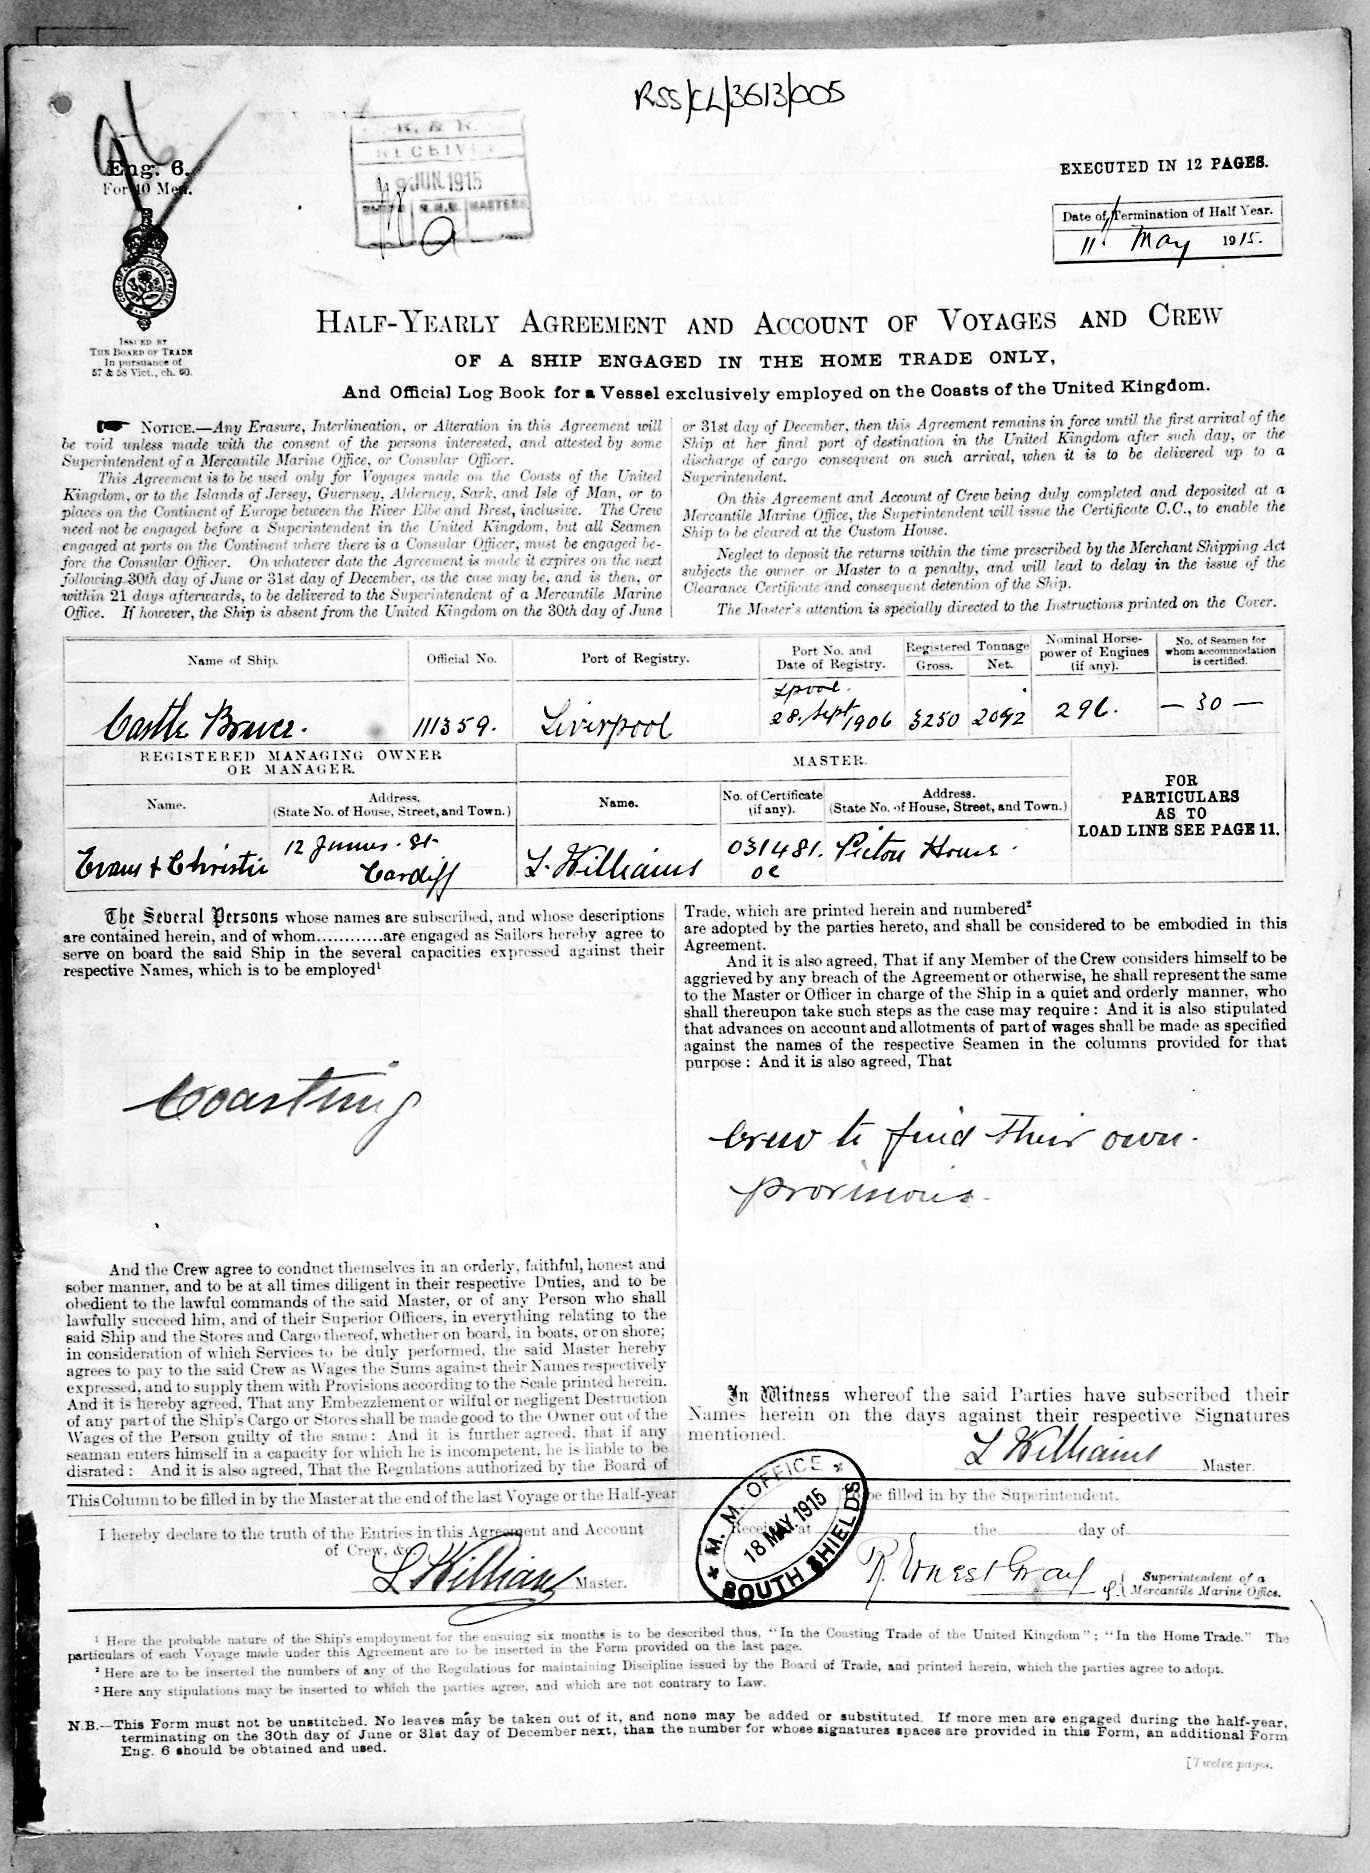 RSS/CL/3613/005
Eng. 6.
For 40 Men.
R. & R.
RECEIVED
JUN. 1915
MASTERS
EXECUTED IN 12 PAGES.
Date of Termination of Half Year.
11 May 1915.
COM. OF COUNCIL FOR TRADE
ISSUED BY
THE BOARD OF TRADE
In pursuance of
57 & 58 Vict., ch. 60.
HALF-YEARLY AGREEMENT AND ACCOUNT OF VOYAGES AND CREW
OF A SHIP ENGAGED IN THE HOME TRADE ONLY,
And Official Log Book for a Vessel exclusively employed on the Coasts of the United Kingdom.
NOTICE.—Any Erasure, Interlineation, or Alteration in this Agreement will
be void unless made with the consent of the persons interested, and attested by some
Superintendent of a Mercantile Marine Office, or Consular Officer.
This Agreement is to be used only for Voyages made on the Coasts of the United
Kingdom, or to the Islands of Jersey, Guernsey, Alderney, Sark, and Isle of Man, or to
places on the Continent of Europe between the River Elbe and Brest, inclusive. The Crew
need not be engaged before a Superintendent in the United Kingdom, but all Seamen
engaged at ports on the Continent where there is a Consular Officer, must be engaged be-
fore the Consular Officer. On whatever date the Agreement is made it expires on the next
following 30th day of June or 31st day of December, as the case may be, and is then, or
within 21 days afterwards, to be delivered to the Superintendent of a Mercantile Marine
Office. If however, the Ship is absent from the United Kingdom on the 30th day of June
or 31st day of December, then this Agreement remains in force until the first arrival of the
Ship at her final port of destination in the United Kingdom after such day, or the
discharge of cargo consequent on such arrival, when it is to be delivered up to a
Superintendent.
On this Agreement and Account of Crew being duly completed and deposited at a
Mercantile Marine Office, the Superintendent will issue the Certificate C.C., to enable the
Ship to be cleared at the Custom House.
Neglect to deposit the returns within the time prescribed by the Merchant Shipping Act
subjects the owner or Master to a penalty, and will lead to delay in the issue of the
Clearance Certificate and consequent detention of the Ship.
The Master's attention is specially directed to the Instructions printed on the Cover.
Name of Ship. Official No. Port of Registry. Port No. and Date of Registry. Registered Tonnage Gross. Net. Nominal Horse-power of Engines (if any). No. of Seamen for whom accommodation is certified.
Lpool.
Castle Bruce. 111359. Liverpool 28. Sept 1906 3250 2092 296. — 30 —
REGISTERED MANAGING OWNER
OR MANAGER.
MASTER.
Name. Address. (State No. of House, Street, and Town.) Name. No. of Certificate (if any). Address. (State No. of House, Street, and Town.)
FOR
PARTICULARS
AS TO
LOAD LINE SEE PAGE 11.
Evans & Christie 12 James. St. Cardiff L. Williams 031481. Picton House.
The Several Persons whose names are subscribed, and whose descriptions
are contained herein, and of whom............are engaged as Sailors hereby agree to
serve on board the said Ship in the several capacities expressed against their
respective Names, which is to be employed¹
Coasting
And the Crew agree to conduct themselves in an orderly, faithful, honest and
sober manner, and to be at all times diligent in their respective Duties, and to be
obedient to the lawful commands of the said Master, or of any Person who shall
lawfully succeed him, and of their Superior Officers, in everything relating to the
said Ship and the Stores and Cargo thereof, whether on board, in boats, or on shore;
in consideration of which Services to be duly performed, the said Master hereby
agrees to pay to the said Crew as Wages the Sums against their Names respectively
expressed, and to supply them with Provisions according to the Scale printed herein.
And it is hereby agreed, That any Embezzlement or wilful or negligent Destruction
of any part of the Ship's Cargo or Stores shall be made good to the Owner out of the
Wages of the Person guilty of the same: And it is further agreed, that if any
seaman enters himself in a capacity for which he is incompetent, he is liable to be
disrated: And it is also agreed, That the Regulations authorized by the Board of
Trade, which are printed herein and numbered²
are adopted by the parties hereto, and shall be considered to be embodied in this
Agreement.
And it is also agreed, That if any Member of the Crew considers himself to be
aggrieved by any breach of the Agreement or otherwise, he shall represent the same
to the Master or Officer in charge of the Ship in a quiet and orderly manner, who
shall thereupon take such steps as the case may require: And it is also stipulated
that advances on account and allotments of part of wages shall be made as specified
against the names of the respective Seamen in the columns provided for that
purpose: And it is also agreed, That
Crew to find their own.
provisions.
In Witness whereof the said Parties have subscribed their
Names herein on the days against their respective Signatures
mentioned.
L Williams Master.
This Column to be filled in by the Master at the end of the last Voyage or the Half-year
I hereby declare to the truth of the Entries in this Agreement and Account
of Crew, &c.
L Williams Master.
be filled in by the Superintendent.
Received at the day of
M. M. OFFICE
18 MAY. 1915
SOUTH SHIELDS
R. Ernest Gray
Superintendent of a
Mercantile Marine Office.
¹ Here the probable nature of the Ship's employment for the ensuing six months is to be described thus, "In the Coasting Trade of the United Kingdom"; "In the Home Trade." The
particulars of each Voyage made under this Agreement are to be inserted in the Form provided on the last page.
² Here are to be inserted the numbers of any of the Regulations for maintaining Discipline issued by the Board of Trade, and printed herein, which the parties agree to adopt.
³ Here any stipulations may be inserted to which the parties agree, and which are not contrary to Law.
N.B.—This Form must not be unstitched. No leaves may be taken out of it, and none may be added or substituted. If more men are engaged during the half-year,
terminating on the 30th day of June or 31st day of December next, than the number for whose signatures spaces are provided in this Form, an additional Form
Eng. 6 should be obtained and used.
[Twelve pages.